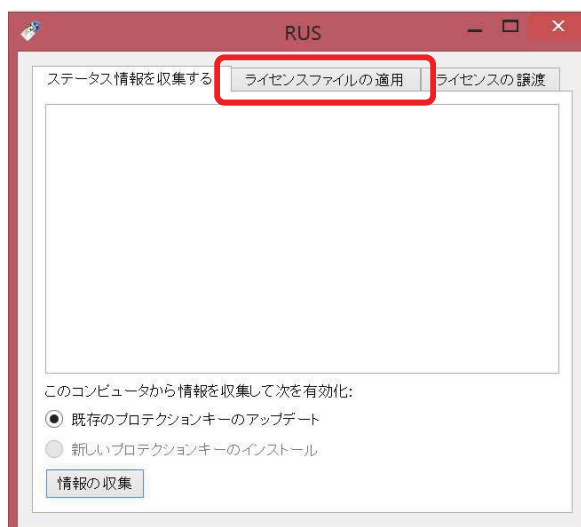 RUS
ステータス情報を収集する ライセンスファイルの適用 ライセンスの譲渡
このコンピュータから情報を収集して次を有効化:
既存のプロテクションキーのアップデート
新しいプロテクションキーのインストール
情報の収集